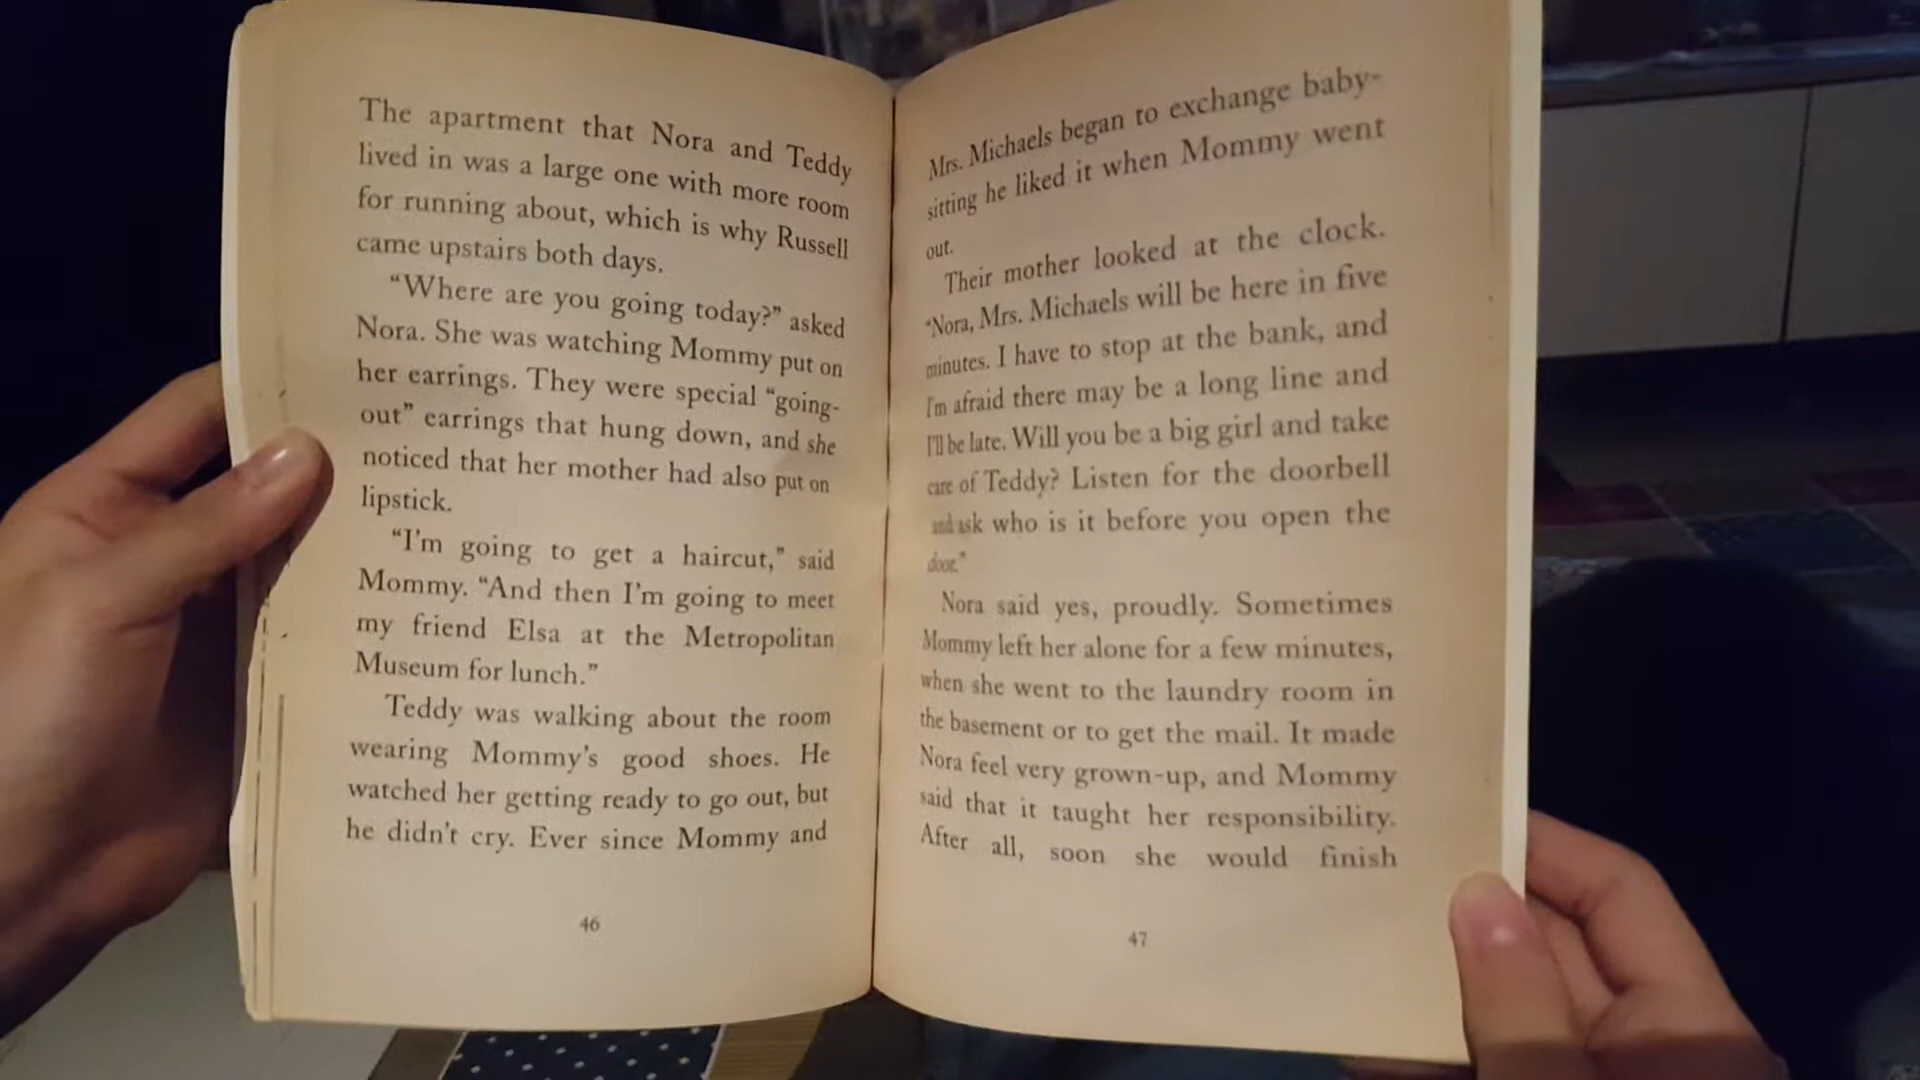 The apartment that Nora and Teddy
lived in was a large one with more room
for running about, which is why Russell
came upstairs both days.
“Where are you going today?” asked
Nora. She was watching Mommy put on
her earrings. They were special “going-
out” earrings that hung down, and she
noticed that her mother had also put on
lipstick.
“I'm going to get a haircut,” said
Mommy. “And then I'm going to meet
my friend Elsa at the Metropolitan
Museum for lunch.”
Teddy was walking about the room
wearing Mommy's good shoes. He
watched her getting ready to go out, but
he didn't cry. Ever since Mommy and
46
Mrs. Michaels began to exchange baby-
sitting he liked it when Mommy went
out.
Their mother looked at the clock.
“Nora, Mrs. Michaels will be here in five
minutes. I have to stop at the bank, and
I'm afraid there may be a long line and
I'll be late. Will you be a big girl and take
care of Teddy? Listen for the doorbell
and ask who is it before you open the
door.”
Nora said yes, proudly. Sometimes
Mommy left her alone for a few minutes,
when she went to the laundry room in
the basement or to get the mail. It made
Nora feel very grown-up, and Mommy
said that it taught her responsibility.
After all, soon she would finish
47